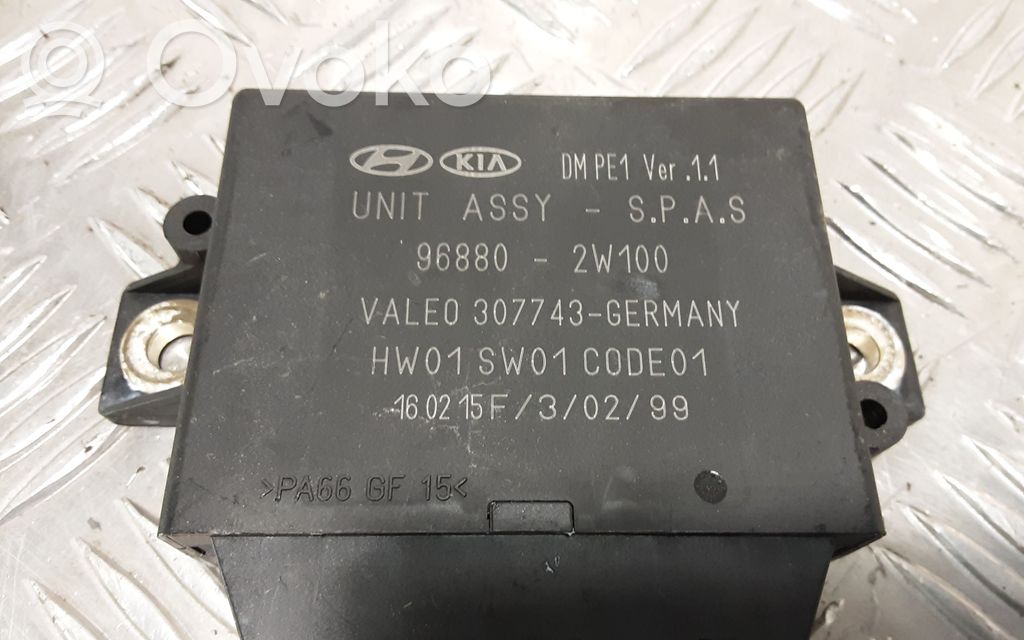 Ovoko
KIA DM PE1 Ver .1.1
UNIT ASSY - S.P.A.S
96880 - 2W100
VALEO 307743-GERMANY
HW01 SW01 CODE01
16.02 15F/3/02/99
>PA66 GF 15<